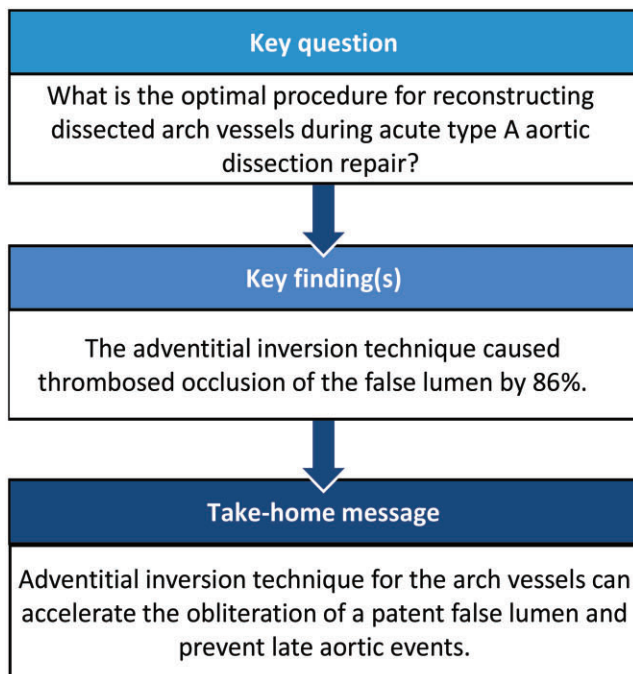 Key question
What is the optimal procedure for reconstructing
dissected arch vessels during acute type A aortic
dissection repair?
Key finding(s)
The adventitial inversion technique caused
thrombosed occlusion of the false lumen by 86%.
Take-home message
Adventitial inversion technique for the arch vessels can
accelerate the obliteration of a patent false lumen and
prevent late aortic events.